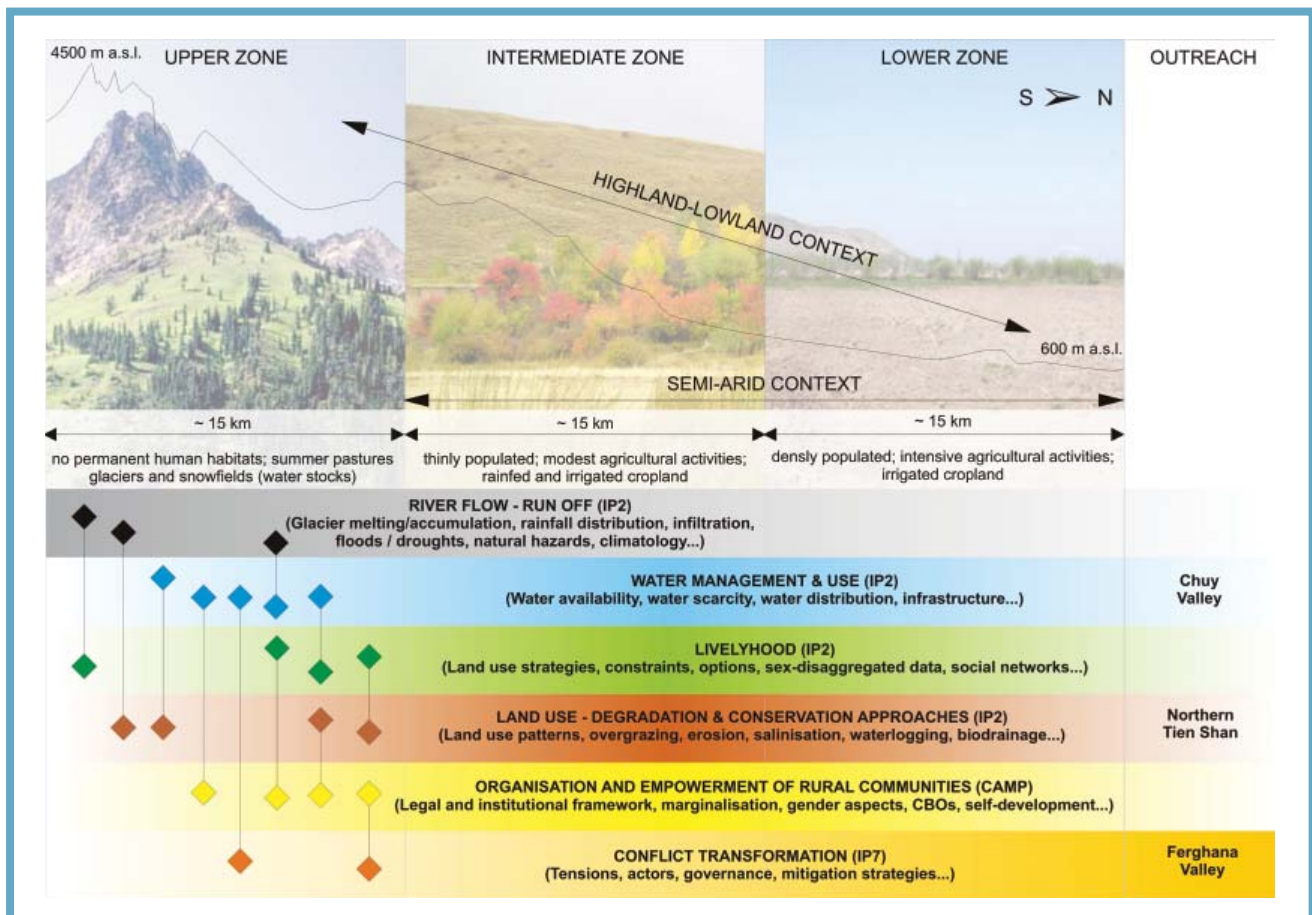 4500 m a.s.l.
UPPER ZONE
INTERMEDIATE ZONE
LOWER ZONE
OUTREACH
S N
HIGHLAND-LOWLAND CONTEXT
600 m a.s.l.
SEMI-ARID CONTEXT
~ 15 km
~ 15 km
~ 15 km
no permanent human habitats; summer pastures
glaciers and snowfields (water stocks)
thinly populated; modest agricultural activities;
rainfed and irrigated cropland
densly populated; intensive agricultural activities;
irrigated cropland
RIVER FLOW - RUN OFF (IP2)
(Glacier melting/accumulation, rainfall distribution, infiltration,
floods / droughts, natural hazards, climatology...)
WATER MANAGEMENT & USE (IP2)
(Water availability, water scarcity, water distribution, infrastructure...)
Chuy
Valley
LIVELYHOOD (IP2)
(Land use strategies, constraints, options, sex-disaggregated data, social networks...)
LAND USE - DEGRADATION & CONSERVATION APPROACHES (IP2)
(Land use patterns, overgrazing, erosion, salinisation, waterlogging, biodrainage...)
Northern
Tien Shan
ORGANISATION AND EMPOWERMENT OF RURAL COMMUNITIES (CAMP)
(Legal and institutional framework, marginalisation, gender aspects, CBOs, self-development...)
CONFLICT TRANSFORMATION (IP7)
(Tensions, actors, governance, mitigation strategies...)
Ferghana
Valley